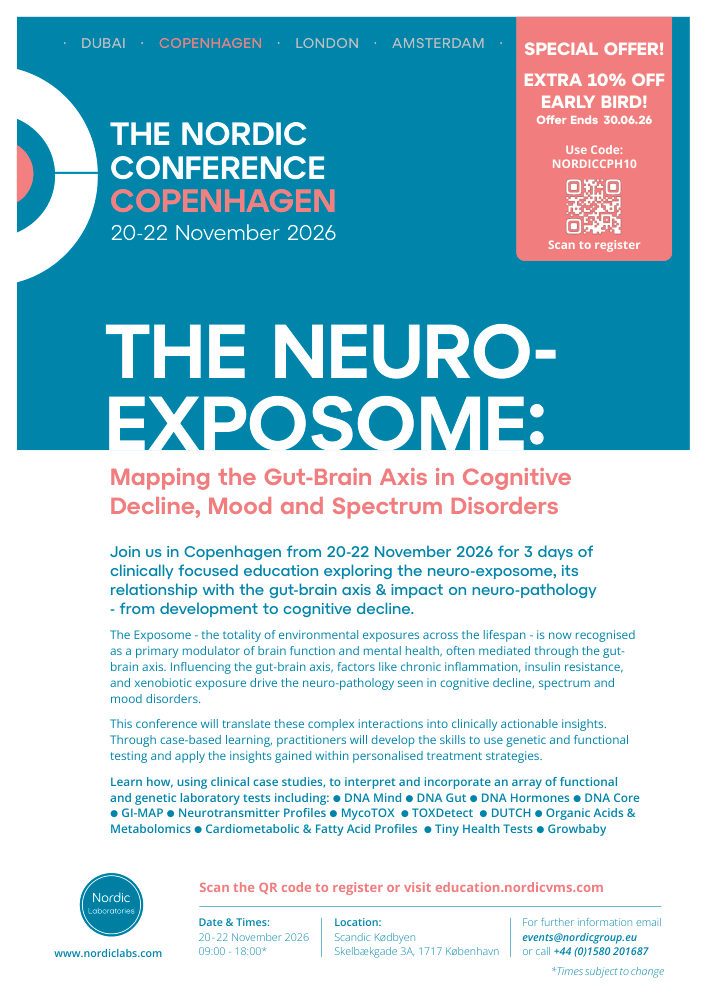 · DUBAI · COPENHAGEN · LONDON · AMSTERDAM ·
SPECIAL OFFER!
EXTRA 10% OFF
EARLY BIRD!
Offer Ends 30.06.26
Use Code:
NORDICCPH10
Scan to register
THE NORDIC
CONFERENCE
COPENHAGEN
20-22 November 2026
THE NEURO-
EXPOSOME:
Mapping the Gut-Brain Axis in Cognitive
Decline, Mood and Spectrum Disorders
Join us in Copenhagen from 20-22 November 2026 for 3 days of
clinically focused education exploring the neuro-exposome, its
relationship with the gut-brain axis & impact on neuro-pathology
- from development to cognitive decline.
The Exposome - the totality of environmental exposures across the lifespan - is now recognised
as a primary modulator of brain function and mental health, often mediated through the gut-
brain axis. Influencing the gut-brain axis, factors like chronic inflammation, insulin resistance,
and xenobiotic exposure drive the neuro-pathology seen in cognitive decline, spectrum and
mood disorders.
This conference will translate these complex interactions into clinically actionable insights.
Through case-based learning, practitioners will develop the skills to use genetic and functional
testing and apply the insights gained within personalised treatment strategies.
Learn how, using clinical case studies, to interpret and incorporate an array of functional
and genetic laboratory tests including: ● DNA Mind ● DNA Gut ● DNA Hormones ● DNA Core
● GI-MAP ● Neurotransmitter Profiles ● MycoTOX ● TOXDetect ● DUTCH ● Organic Acids &
Metabolomics ● Cardiometabolic & Fatty Acid Profiles ● Tiny Health Tests ● Growbaby
Nordic
Laboratories
www.nordiclabs.com
Scan the QR code to register or visit education.nordicvms.com
Date & Times:
20-22 November 2026
09:00 - 18:00*
Location:
Scandic Kødbyen
Skelbækgade 3A, 1717 København
For further information email
events@nordicgroup.eu
or call +44 (0)1580 201687
*Times subject to change